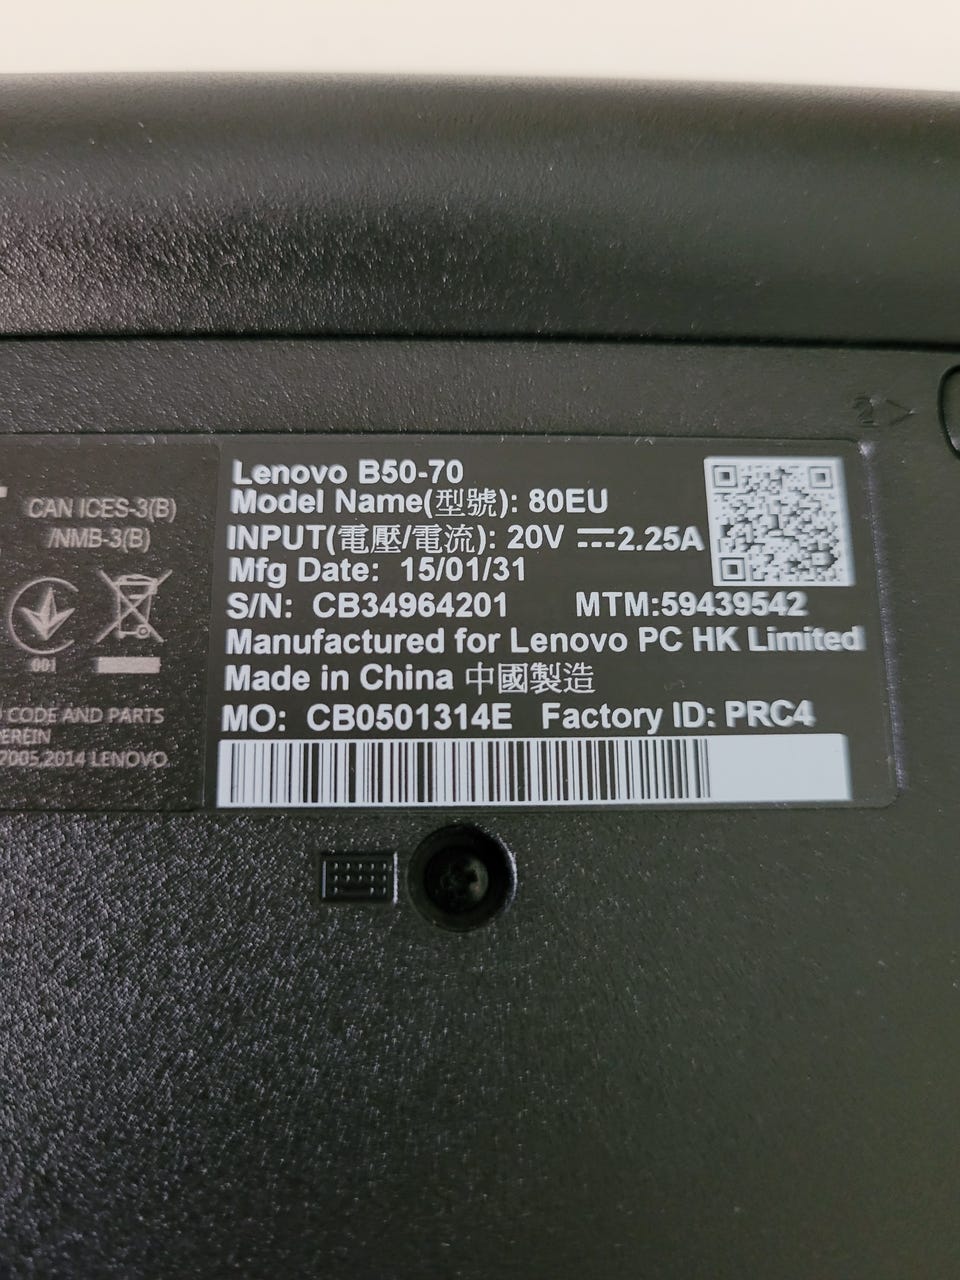 Lenovo B50-70
Model Name(型號): 80EU
INPUT(電壓/電流): 20V ⎓2.25A
Mfg Date: 15/01/31
S/N: CB34964201 MTM:59439542
Manufactured for Lenovo PC HK Limited
Made in China 中國製造
MO: CB0501314E Factory ID: PRC4
CAN ICES-3(B)
/NMB-3(B)
001
CODE AND PARTS
2005,2014 LENOVO.
2